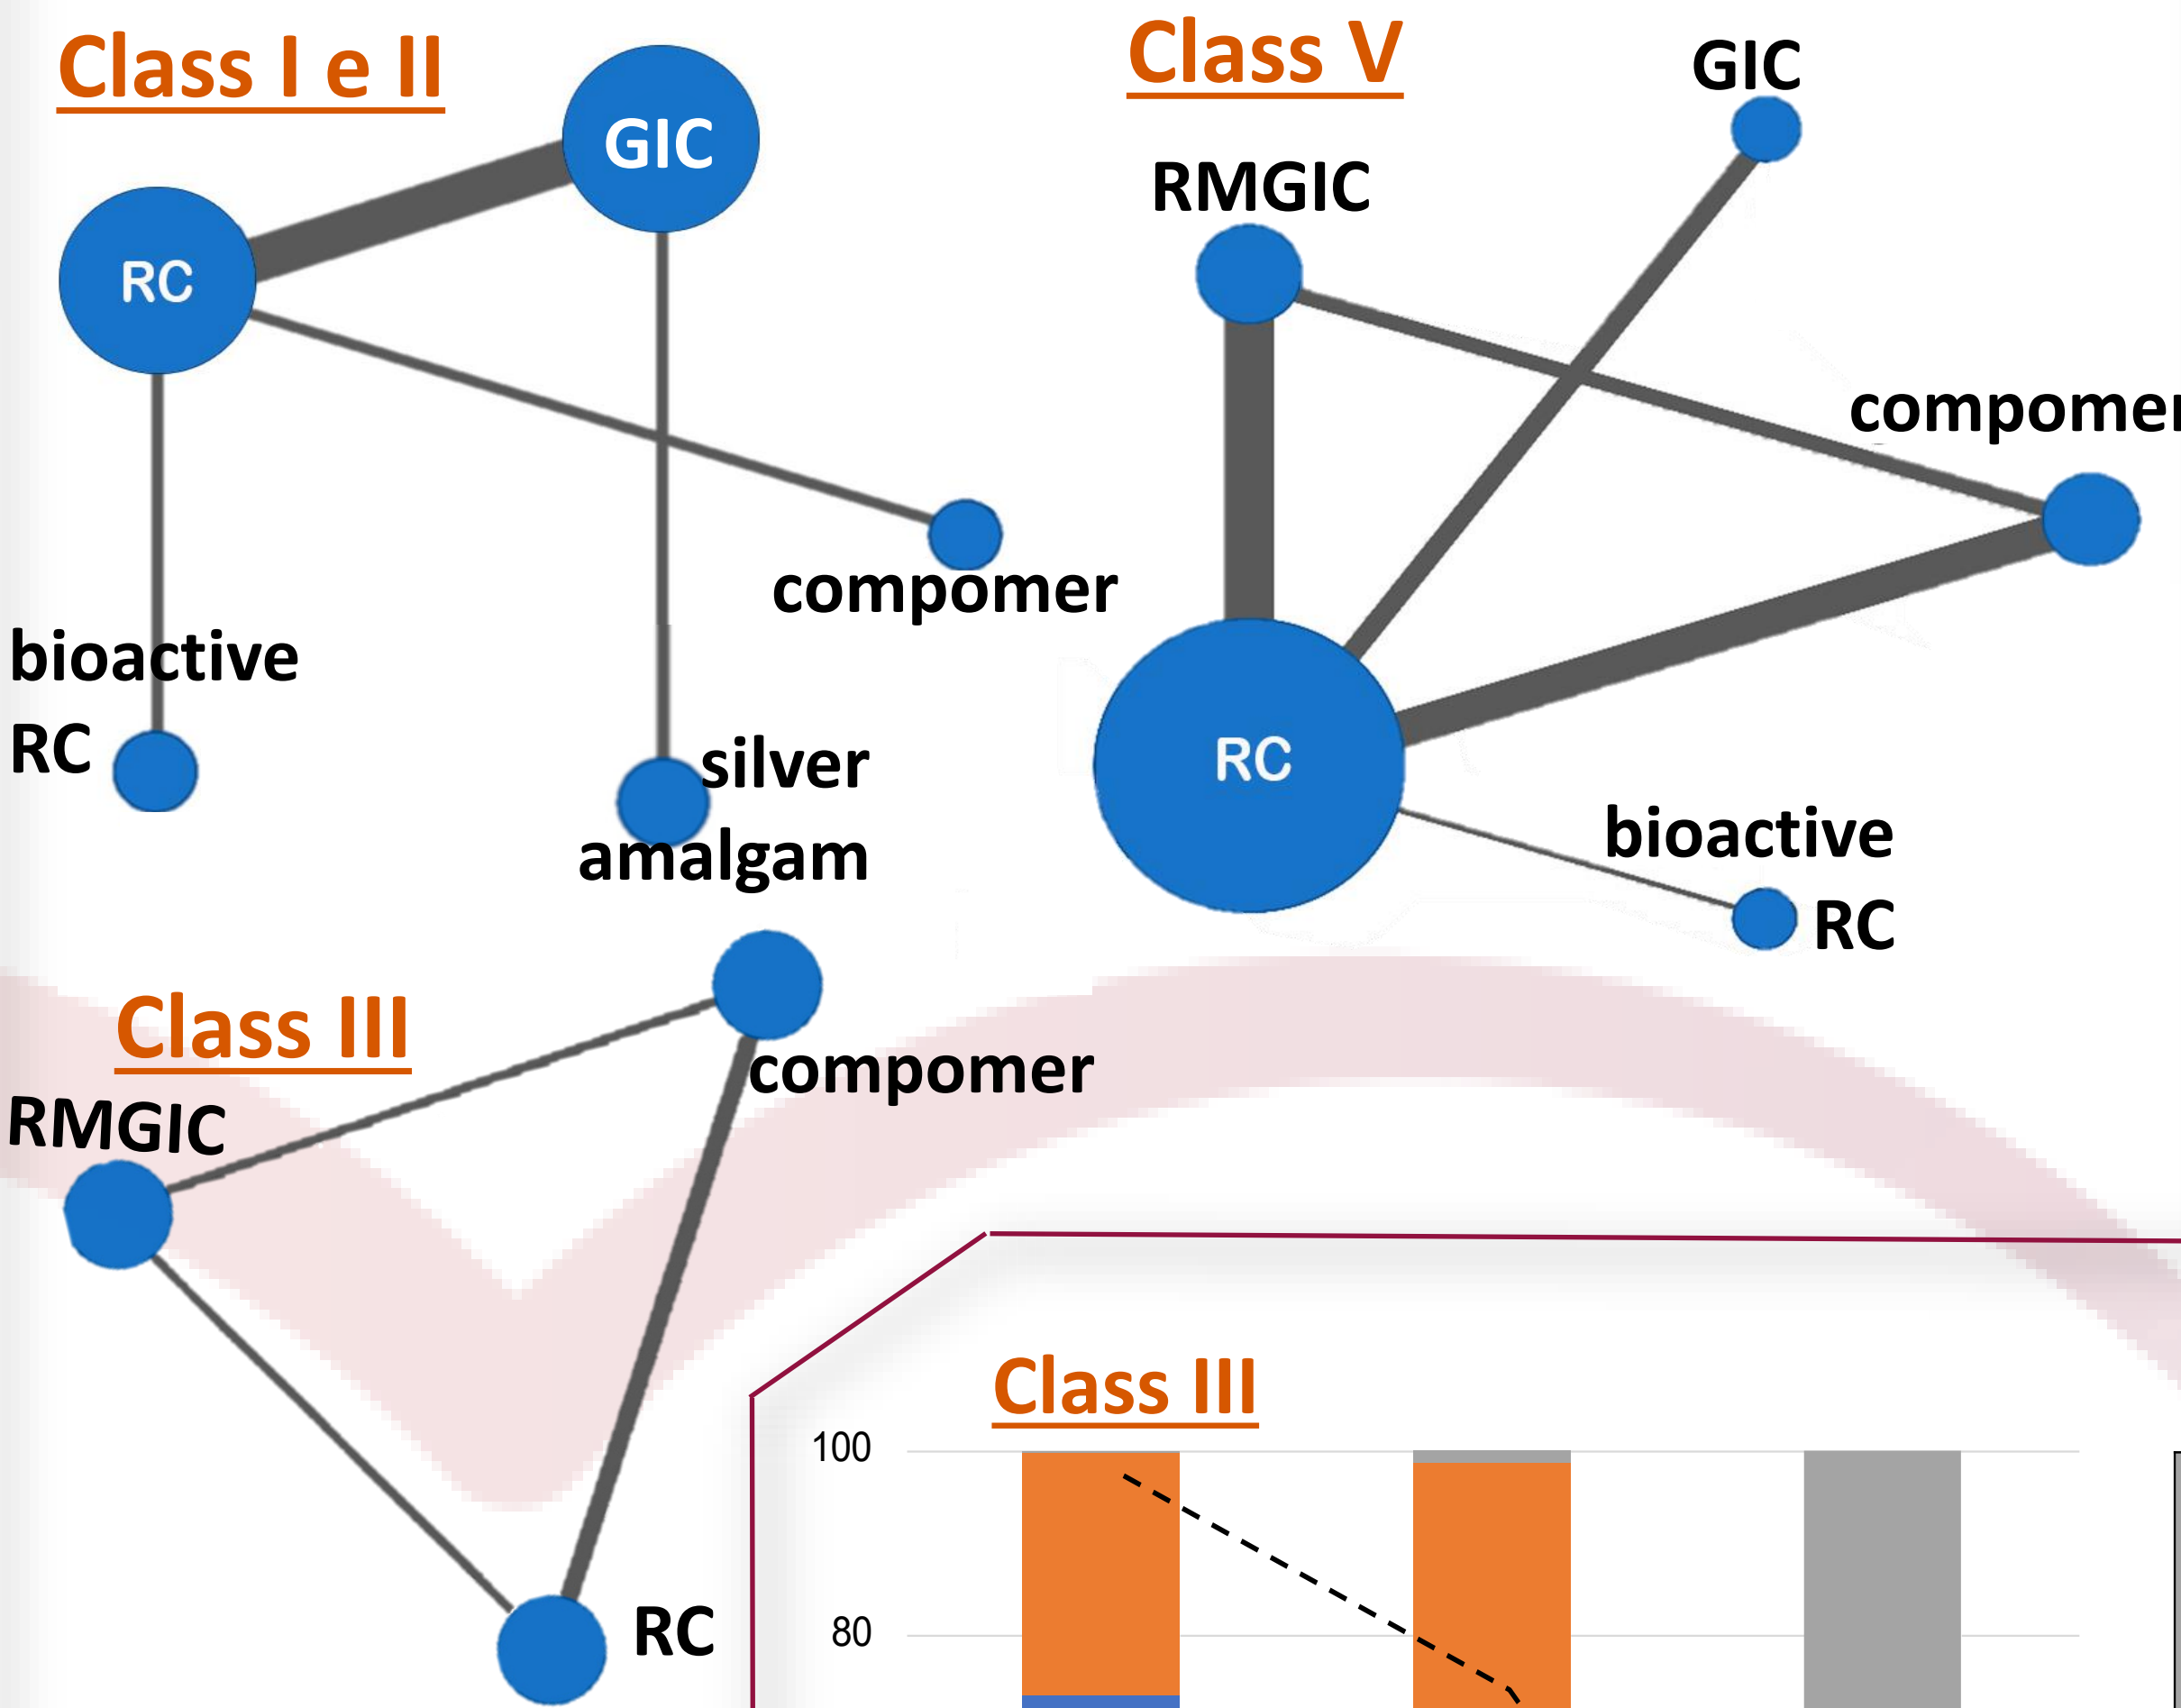 Class I e II
GIC
RC
compomer
bioactive
RC
silver
amalgam
Class V
GIC
RMGIC
compomer
RC
bioactive
RC
Class III
compomer
RMGIC
RC
Class III
100
80